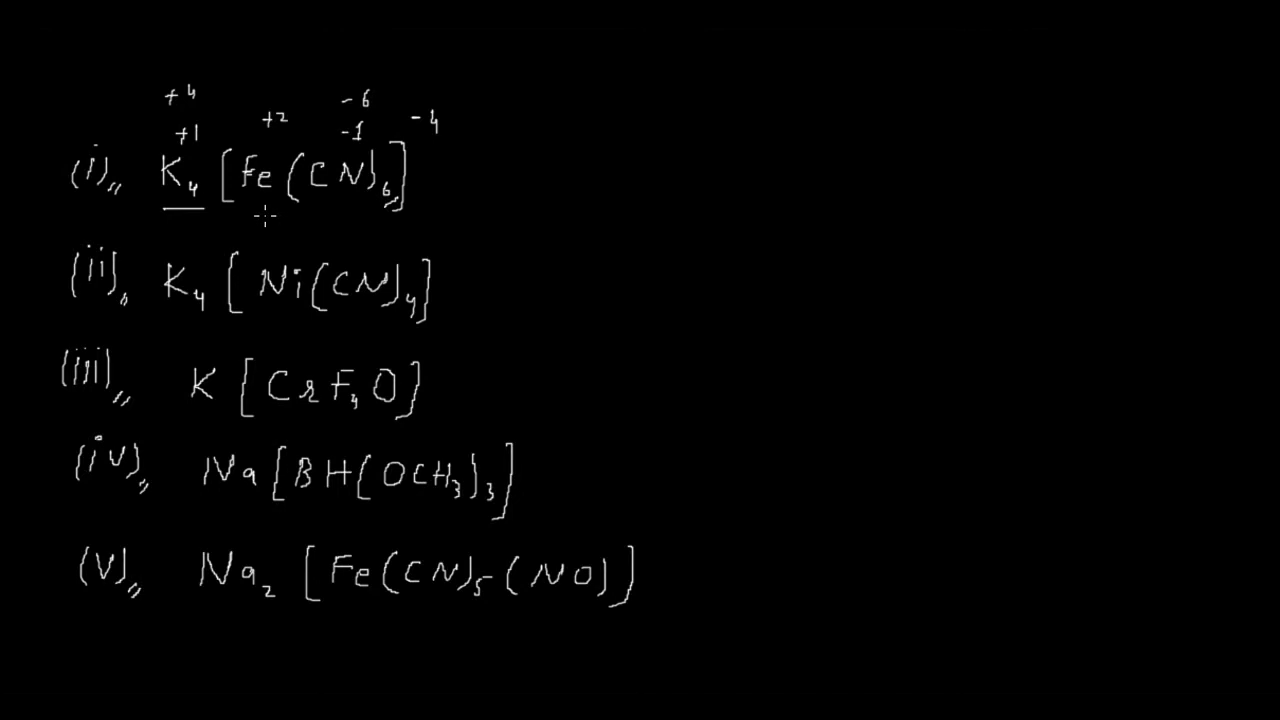 +4 -6
+1 +2 -1 -4
(i),, K4 [Fe(CN)6]
(ii),, K4 [Ni(CN)4]
(iii),, K [CrF4O]
(iv),, Na[BH(OCH3)3]
(v),, Na2 [Fe(CN)5(NO)]